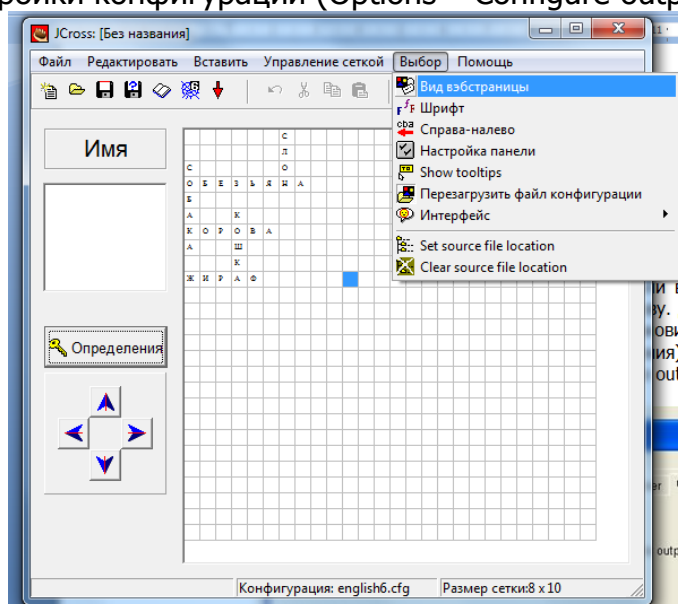 ройки конфигурации (Options – Configure outp
JCross: [Без названия]
Файл Редактировать Вставить Управление сеткой Выбор Помощь
Вид вэбстраницы
Шрифт
Справа-налево
Настройка панели
Show tooltips
Перезагрузить файл конфигурации
Интерфейс
Set source file location
Clear source file location
Имя
С
Л
С О
О Б Е З Ь Я Н А
Б
А К
К О Р О В А
А Ш
К
Ж И Р А Ф
Определения
Конфигурация: english6.cfg Размер сетки:8 x 10
outp